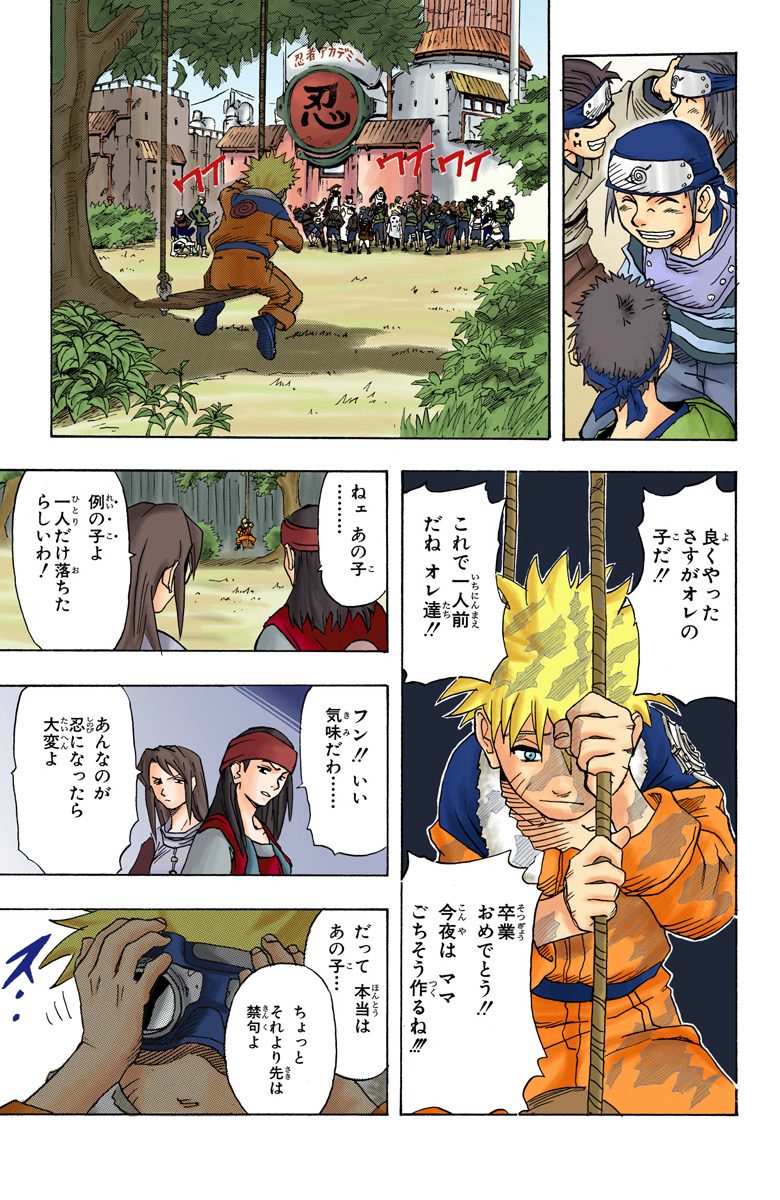 忍者アカデミー
忍
ワイ
ワイ
ワイ
良くやった
さすがオレの
子だ!!
これで一人前
だね オレ達!!
卒業
おめでとう!!
今夜は ママ
ごちそう作るね!!!
ねェ あの子
………
例の子よ
一人だけ落ちた
らしいわ!
フン!! いい
気味だわ……
あんなのが
忍になったら
大変よ
だって 本当は
あの子…
ちょっと
それより先は
禁句よ
ス…